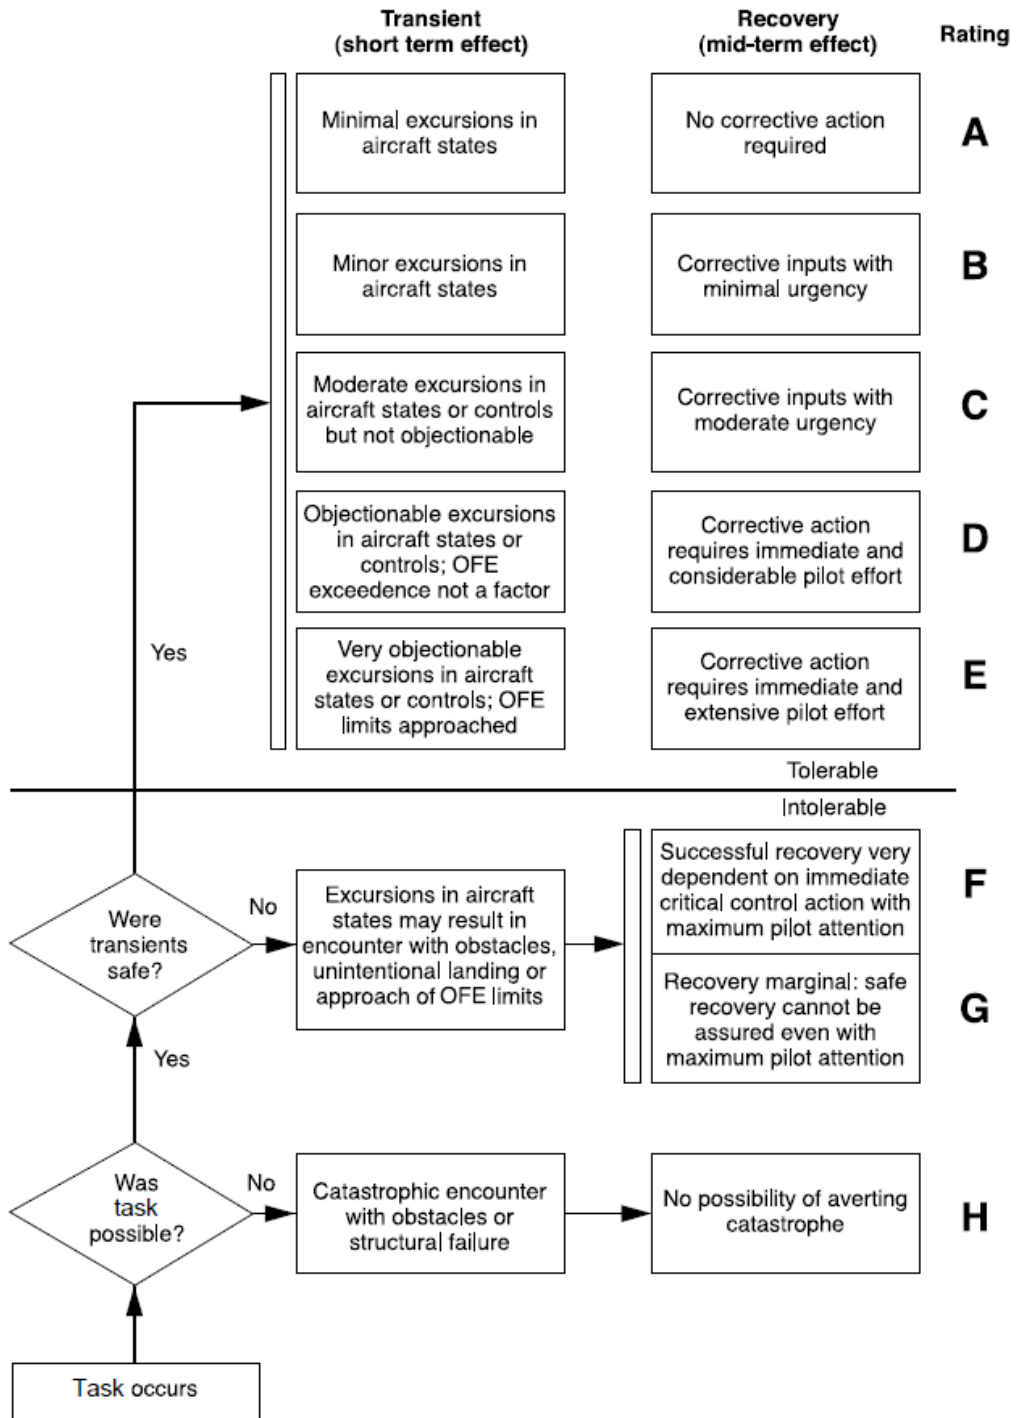 Transient
(short term effect)
Recovery
(mid-term effect)
Rating
Minimal excursions in
aircraft states
No corrective action
required
A
Minor excursions in
aircraft states
Corrective inputs with
minimal urgency
B
Moderate excursions in
aircraft states or controls
but not objectionable
Corrective inputs with
moderate urgency
C
Objectionable excursions
in aircraft states or
controls; OFE
exceedence not a factor
Corrective action
requires immediate and
considerable pilot effort
D
Yes
Very objectionable
excursions in aircraft
states or controls; OFE
limits approached
Corrective action
requires immediate and
extensive pilot effort
E
Tolerable
Intolerable
Were
transients
safe?
No
Excursions in aircraft
states may result in
encounter with obstacles,
unintentional landing or
approach of OFE limits
Successful recovery very
dependent on immediate
critical control action with
maximum pilot attention
F
Recovery marginal: safe
recovery cannot be
assured even with
maximum pilot attention
G
Yes
Was
task
possible?
No
Catastrophic encounter
with obstacles or
structural failure
No possibility of averting
catastrophe
H
Task occurs